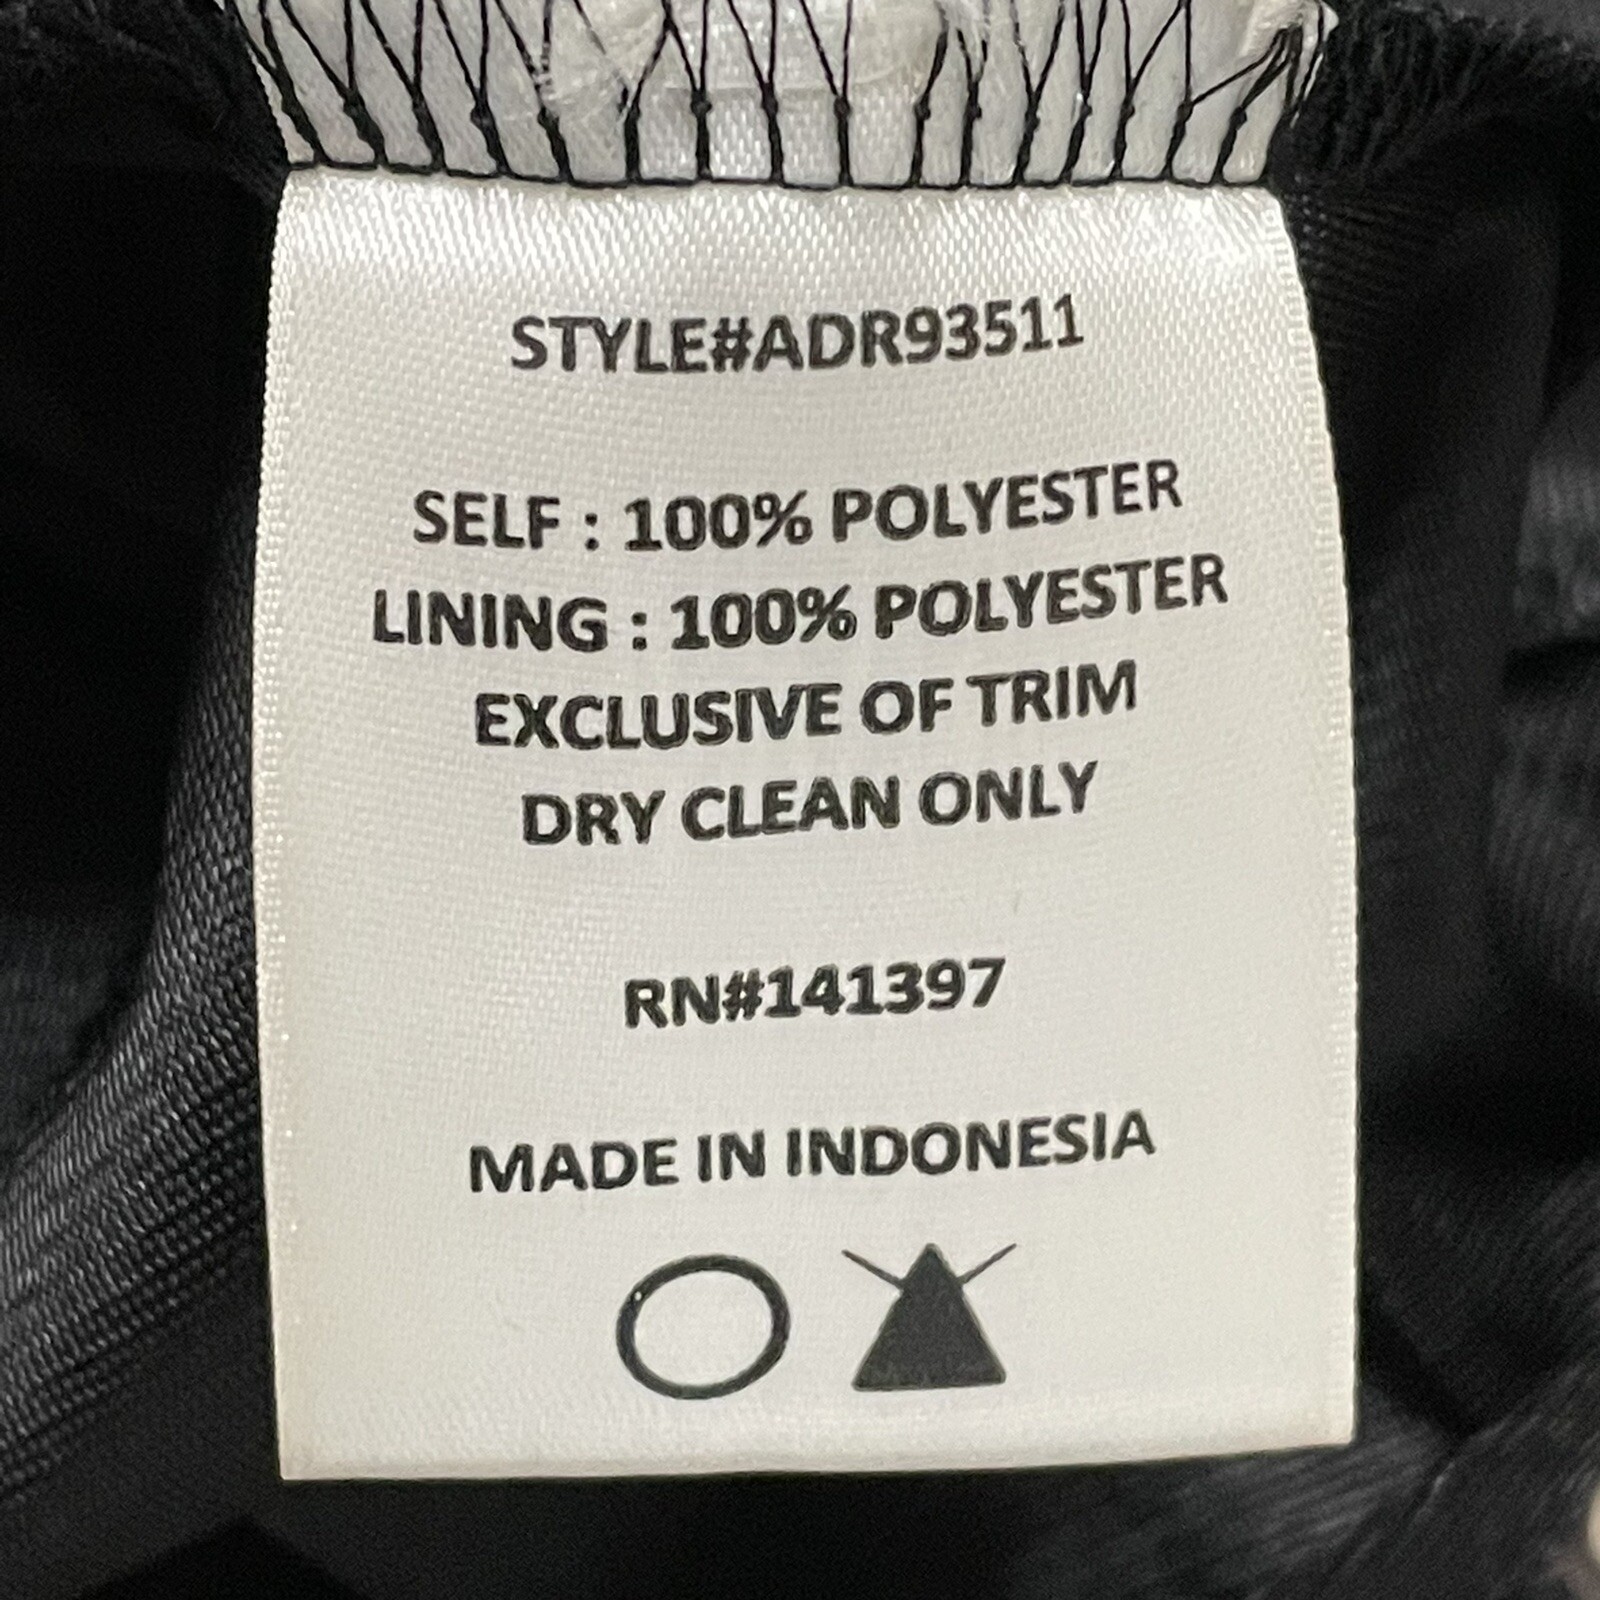 STYLE#ADR93511
SELF : 100% POLYESTER
LINING : 100% POLYESTER
EXCLUSIVE OF TRIM
DRY CLEAN ONLY
RN#141397
MADE IN INDONESIA